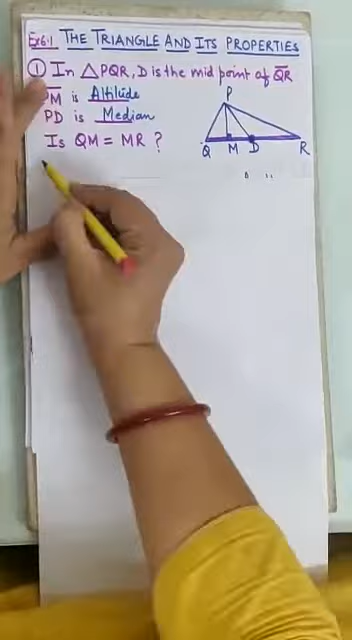 Ex6.1 THE TRIANGLE AND ITS PROPERTIES
① In △PQR, D is the mid point of QR
PM is Altitude
PD is Median
Is QM = MR ?
P
Q M D R